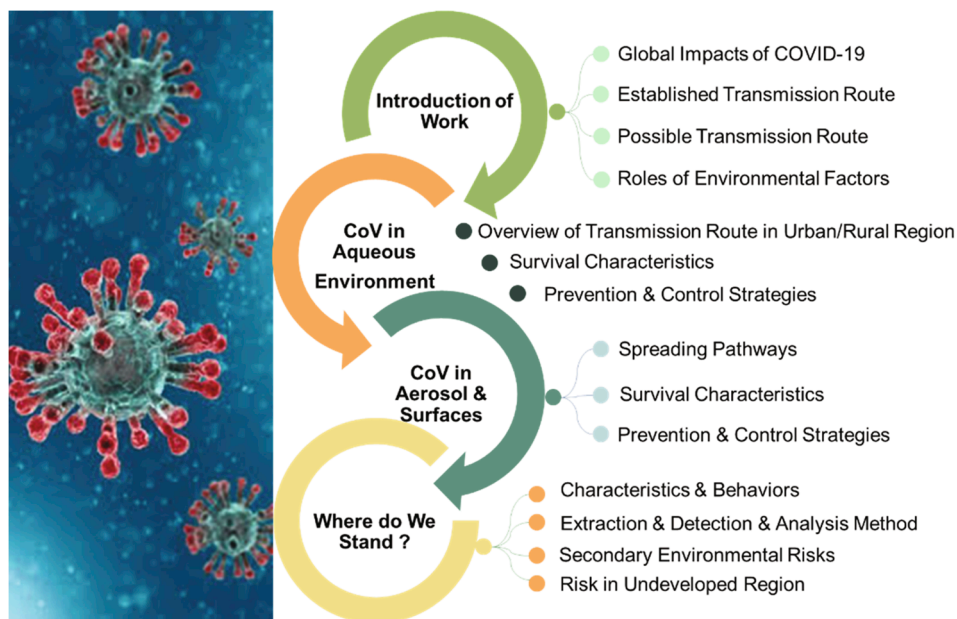 Introduction of
Work
Global Impacts of COVID-19
Established Transmission Route
Possible Transmission Route
Roles of Environmental Factors
CoV in
Aqueous
Environment
Overview of Transmission Route in Urban/Rural Region
Survival Characteristics
Prevention & Control Strategies
CoV in
Aerosol &
Surfaces
Spreading Pathways
Survival Characteristics
Prevention & Control Strategies
Where do We
Stand ?
Characteristics & Behaviors
Extraction & Detection & Analysis Method
Secondary Environmental Risks
Risk in Undeveloped Region